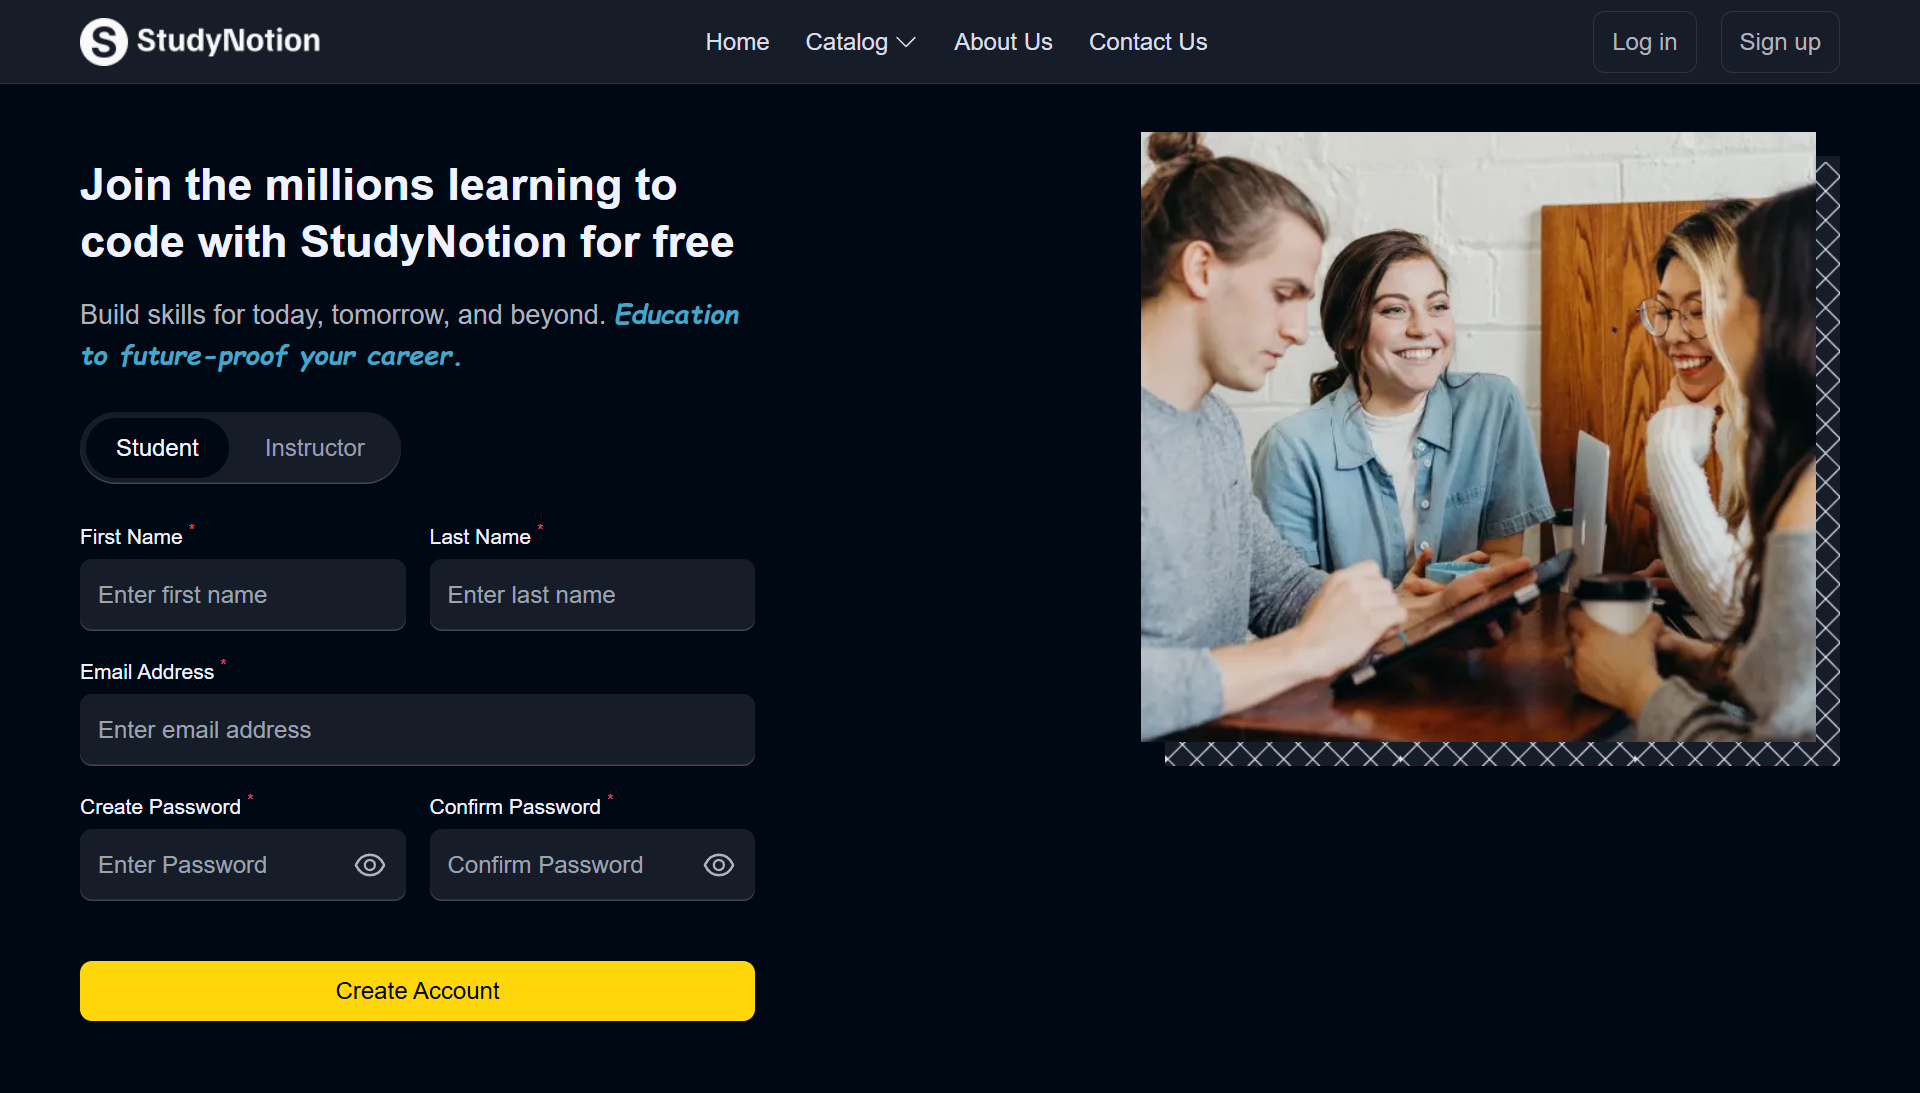 StudyNotion
Home
Catalog
About Us
Contact Us
Log in
Sign up
Join the millions learning to
code with StudyNotion for free
Build skills for today, tomorrow, and beyond. Education
to future-proof your career.
Student
Instructor
First Name *
Last Name *
Enter first name
Enter last name
Email Address *
Enter email address
Create Password *
Confirm Password *
Enter Password
Confirm Password
Create Account